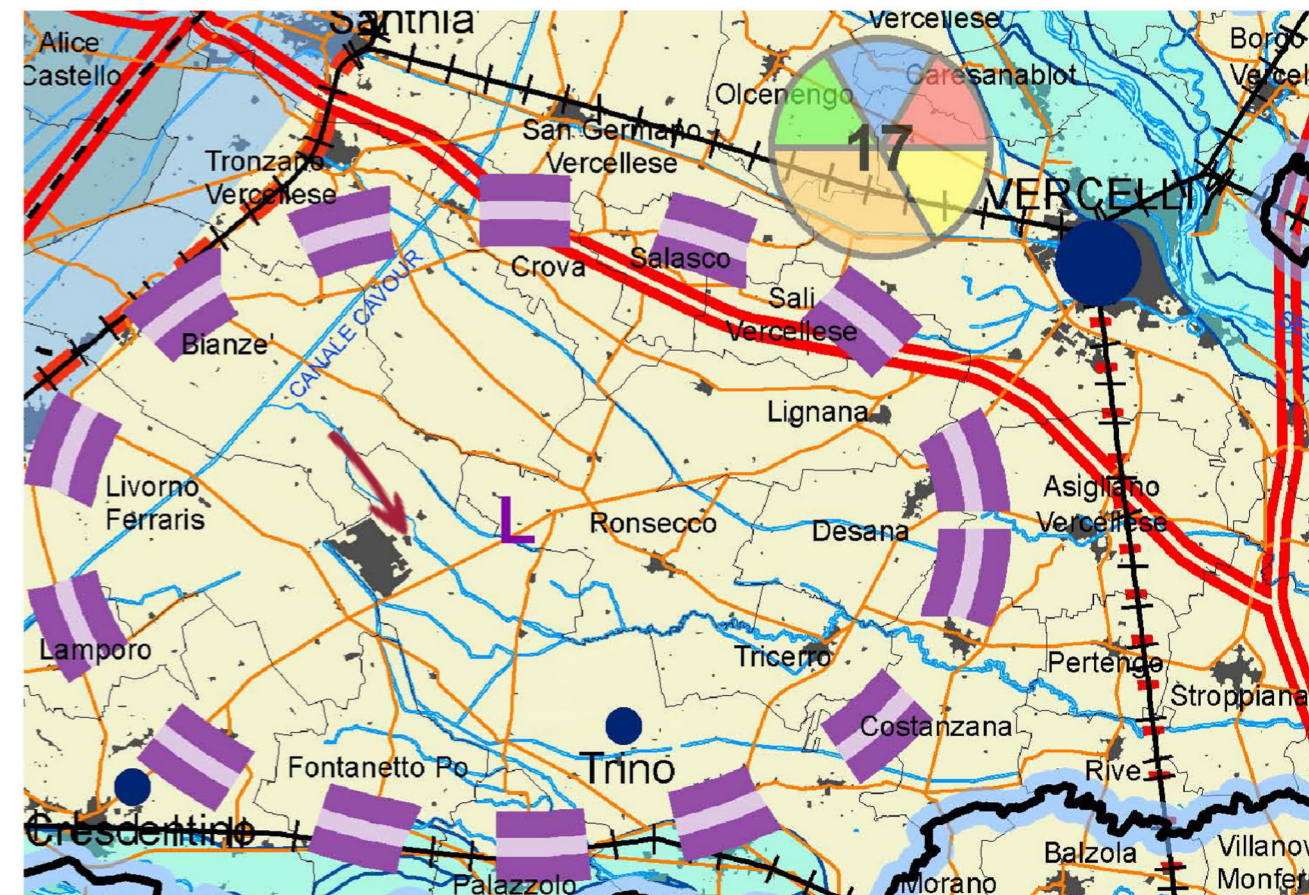 Santhià
Vercellese
Alice
Castello
Borgo
Vercel
Olcenengo
Caresanablot
San Germano
Vercellese
17
Tronzano
Vercellese
VERCELLI
Crova
Salasco
Sali
Vercellese
Bianze'
CANALE CAVOUR
Lignana
Livorno
Ferraris
L
Ronsecco
Desana
Asigliano
Vercellese
Lamporo
Tricerro
Pertengo
Stroppiana
Costanzana
Fontanetto Po
Trino
Rive
Crescentino
Balzola
Villanov
Monfer
Palazzolo
Morano